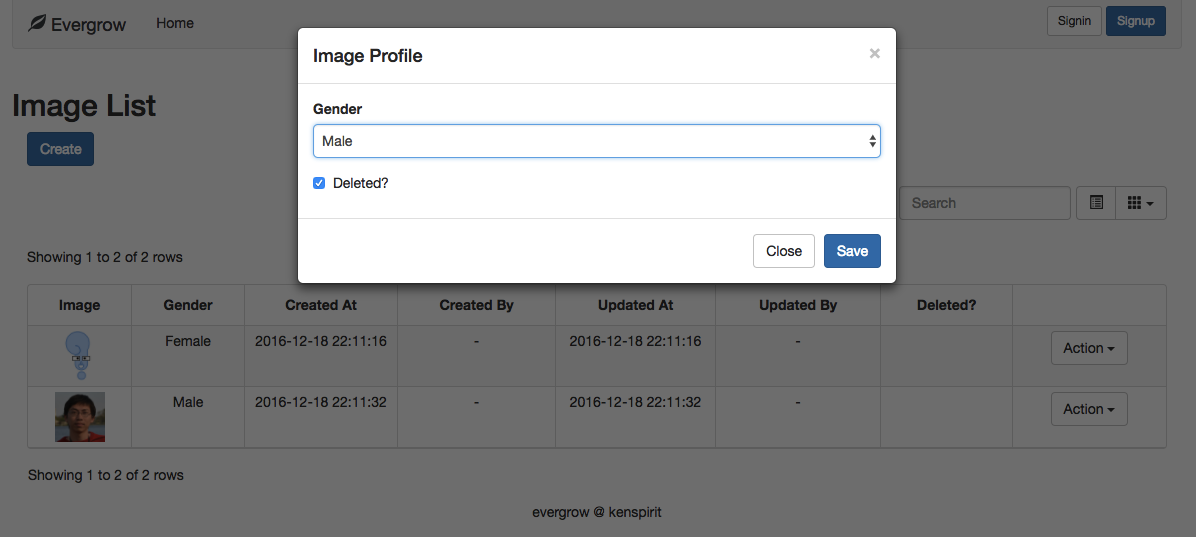 Evergrow Home Signin Signup
Image Profile ×
Image List
Gender
Male
Create
Deleted?
Search
Close Save
Showing 1 to 2 of 2 rows
Image Gender Created At Created By Updated At Updated By Deleted?
Female 2016-12-18 22:11:16 - 2016-12-18 22:11:16 - Action
Male 2016-12-18 22:11:32 - 2016-12-18 22:11:32 - Action
Showing 1 to 2 of 2 rows
evergrow @ kenspirit